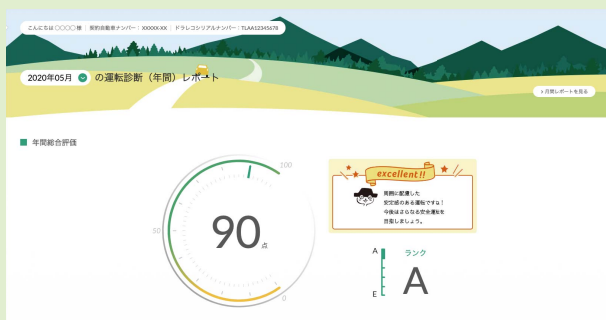 こんにちは 〇〇〇〇 様 | 契約自動車ナンバー： XXXXX-XX | ドラレコシリアルナンバー：TLAA12345678
2020年05月 の運転診断（年間）レポート
> 月間レポートを見る
年間総合評価
100
50
0
90点
excellent!!
周囲に配慮した
安定感のある運転ですね！
今後はさらなる安全運転を
目指しましょう。
A
E
ランク
A